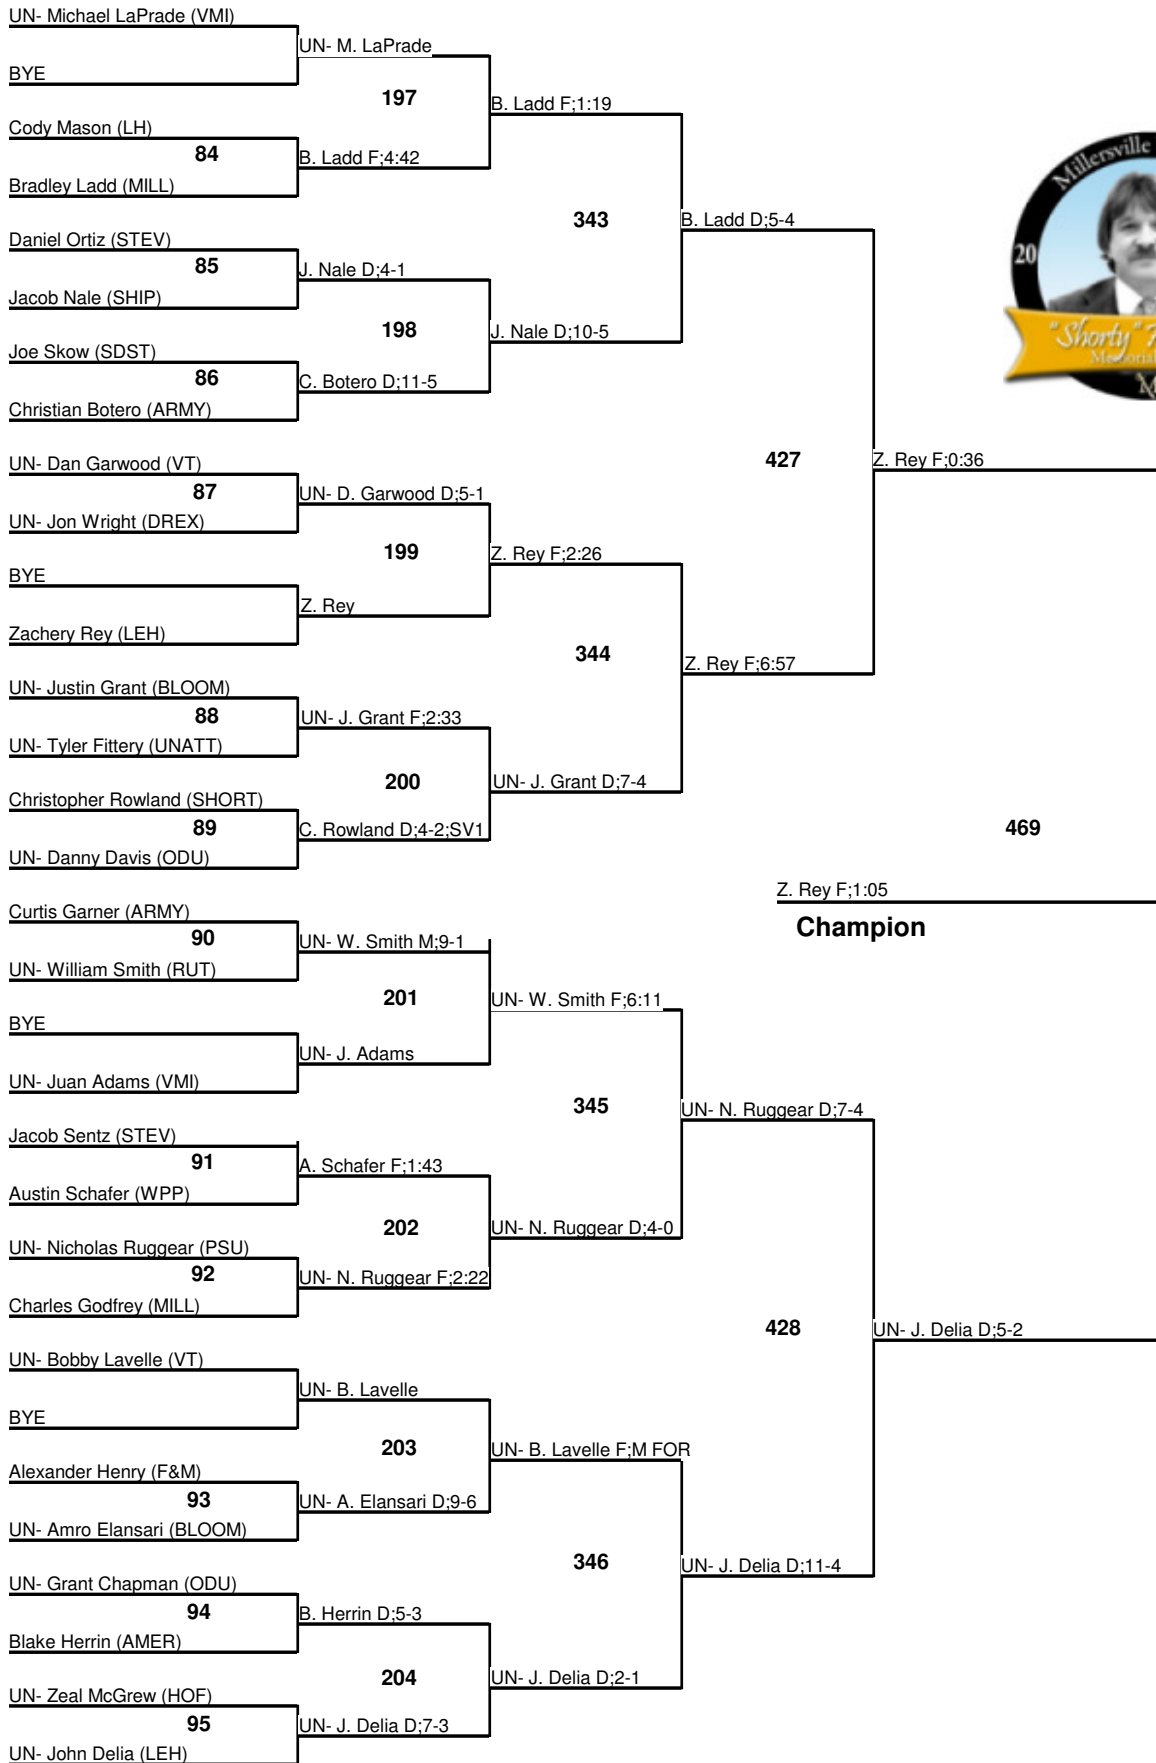 UN- Michael LaPrade (VMI)
UN- M. LaPrade
BYE
197
B. Ladd F;1:19
Cody Mason (LH)
84
B. Ladd F;4:42
Bradley Ladd (MILL)
343
B. Ladd D;5-4
Daniel Ortiz (STEV)
85
J. Nale D;4-1
Jacob Nale (SHIP)
198
J. Nale D;10-5
Joe Skow (SDST)
86
C. Botero D;11-5
Christian Botero (ARMY)
Millersville
20
"Shorty"
Memorial
427
Z. Rey F;0:36
UN- Dan Garwood (VT)
87
UN- D. Garwood D;5-1
UN- Jon Wright (DREX)
199
Z. Rey F;2:26
BYE
Z. Rey
Zachery Rey (LEH)
344
Z. Rey F;6:57
UN- Justin Grant (BLOOM)
88
UN- J. Grant F;2:33
UN- Tyler Fittery (UNATT)
200
UN- J. Grant D;7-4
Christopher Rowland (SHORT)
89
C. Rowland D;4-2;SV1
UN- Danny Davis (ODU)
469
Z. Rey F;1:05
Champion
Curtis Garner (ARMY)
90
UN- W. Smith M;9-1
UN- William Smith (RUT)
201
UN- W. Smith F;6:11
BYE
UN- J. Adams
UN- Juan Adams (VMI)
345
UN- N. Ruggear D;7-4
Jacob Sentz (STEV)
91
A. Schafer F;1:43
Austin Schafer (WPP)
202
UN- N. Ruggear D;4-0
UN- Nicholas Ruggear (PSU)
92
UN- N. Ruggear F;2:22
Charles Godfrey (MILL)
428
UN- J. Delia D;5-2
UN- Bobby Lavelle (VT)
UN- B. Lavelle
BYE
203
UN- B. Lavelle F;M FOR
Alexander Henry (F&M)
93
UN- A. Elansari D;9-6
UN- Amro Elansari (BLOOM)
346
UN- J. Delia D;11-4
UN- Grant Chapman (ODU)
94
B. Herrin D;5-3
Blake Herrin (AMER)
204
UN- J. Delia D;2-1
UN- Zeal McGrew (HOF)
95
UN- J. Delia D;7-3
UN- John Delia (LEH)